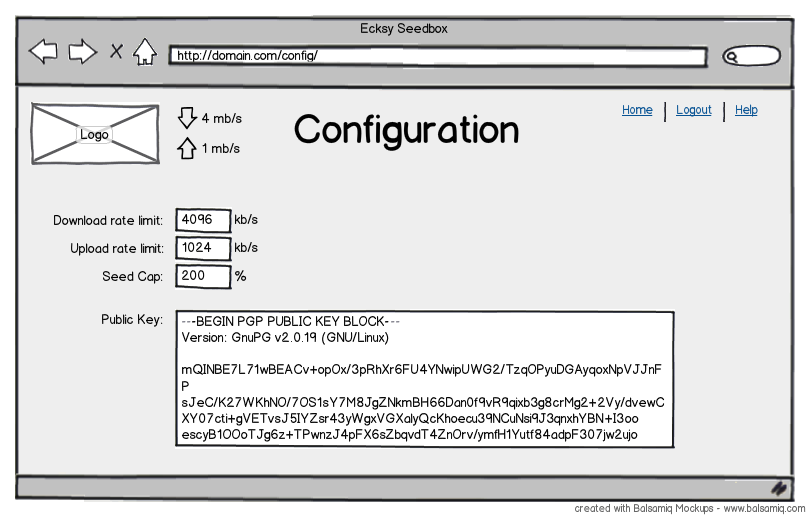 Ecksy Seedbox
http://domain.com/config/
Logo
4 mb/s
1 mb/s
Configuration
Home | Logout | Help
Download rate limit: 4096 kb/s
Upload rate limit: 1024 kb/s
Seed Cap: 200 %
Public Key:
---BEGIN PGP PUBLIC KEY BLOCK---
Version: GnuPG v2.0.19 (GNU/Linux)
mQINBE7L71wBEACv+opOx/3pRhXr6FU4YNwipUWG2/TzqOPyuDGAyqoxNpVJJnF
P
sJeC/K27WKhNO/7OS1sY7M8JgZNkmBH66Dan0f9vR9qixb3g8crMg2+2Vy/dvewC
XY07cti+gVETvsJ5IYZsr43yWgxVGXalyQcKhoecu39NCuNsi9J3qnxhYBN+I3oo
escyB1OOoTJg6z+TPwnzJ4pFX6sZbqvdT4ZnOrv/ymfH1Yutf84adpF307jw2ujo
created with Balsamiq Mockups - www.balsamiq.com